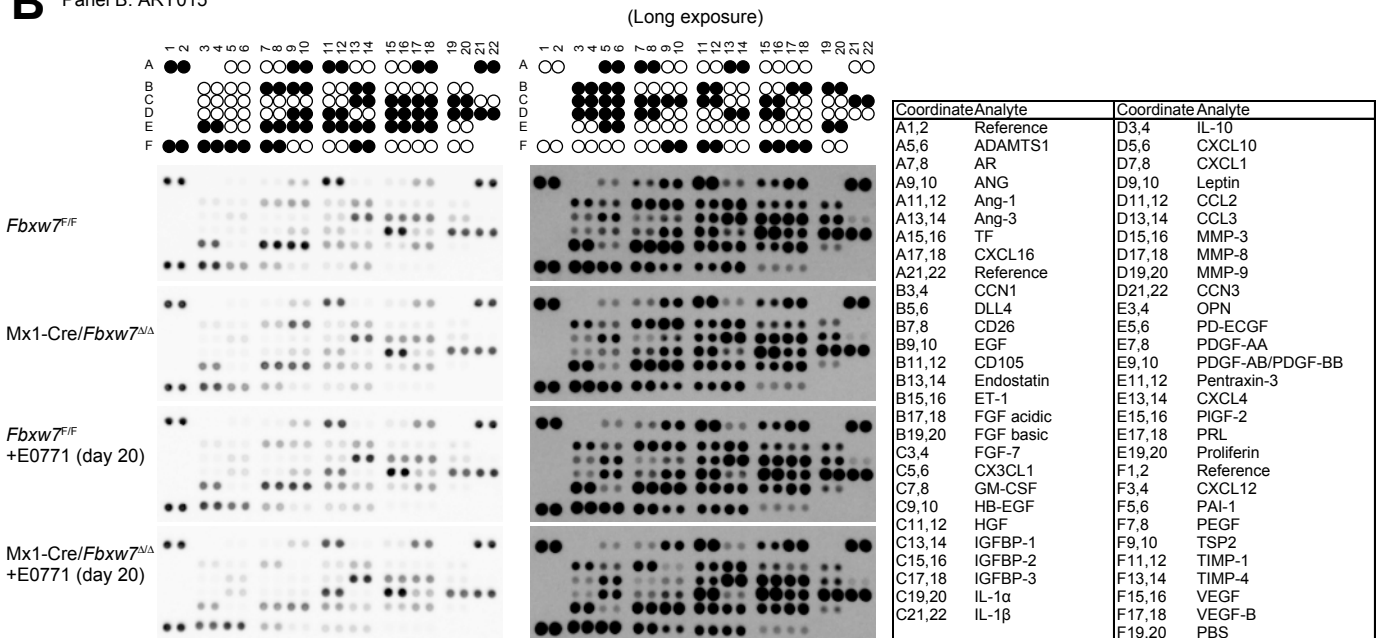 B Panel B: ARY015
(Long exposure)
1 2 3 4 5 6 7 8 9 10 11 12 13 14 15 16 17 18 19 20 21 22
1 2 3 4 5 6 7 8 9 10 11 12 13 14 15 16 17 18 19 20 21 22
A
B
C
D
E
F
A
B
C
D
E
F
Fbxw7F/F
Mx1-Cre/Fbxw7Δ/Δ
Fbxw7F/F
+E0771 (day 20)
Mx1-Cre/Fbxw7Δ/Δ
+E0771 (day 20)
Coordinate Analyte Coordinate Analyte
A1,2 Reference D3,4 IL-10
A5,6 ADAMTS1 D5,6 CXCL10
A7,8 AR D7,8 CXCL1
A9,10 ANG D9,10 Leptin
A11,12 Ang-1 D11,12 CCL2
A13,14 Ang-3 D13,14 CCL3
A15,16 TF D15,16 MMP-3
A17,18 CXCL16 D17,18 MMP-8
A21,22 Reference D19,20 MMP-9
B3,4 CCN1 D21,22 CCN3
B5,6 DLL4 E3,4 OPN
B7,8 CD26 E5,6 PD-ECGF
B9,10 EGF E7,8 PDGF-AA
B11,12 CD105 E9,10 PDGF-AB/PDGF-BB
B13,14 Endostatin E11,12 Pentraxin-3
B15,16 ET-1 E13,14 CXCL4
B17,18 FGF acidic E15,16 PlGF-2
B19,20 FGF basic E17,18 PRL
C3,4 FGF-7 E19,20 Proliferin
C5,6 CX3CL1 F1,2 Reference
C7,8 GM-CSF F3,4 CXCL12
C9,10 HB-EGF F5,6 PAI-1
C11,12 HGF F7,8 PEGF
C13,14 IGFBP-1 F9,10 TSP2
C15,16 IGFBP-2 F11,12 TIMP-1
C17,18 IGFBP-3 F13,14 TIMP-4
C19,20 IL-1α F15,16 VEGF
C21,22 IL-1β F17,18 VEGF-B
F19,20 PBS